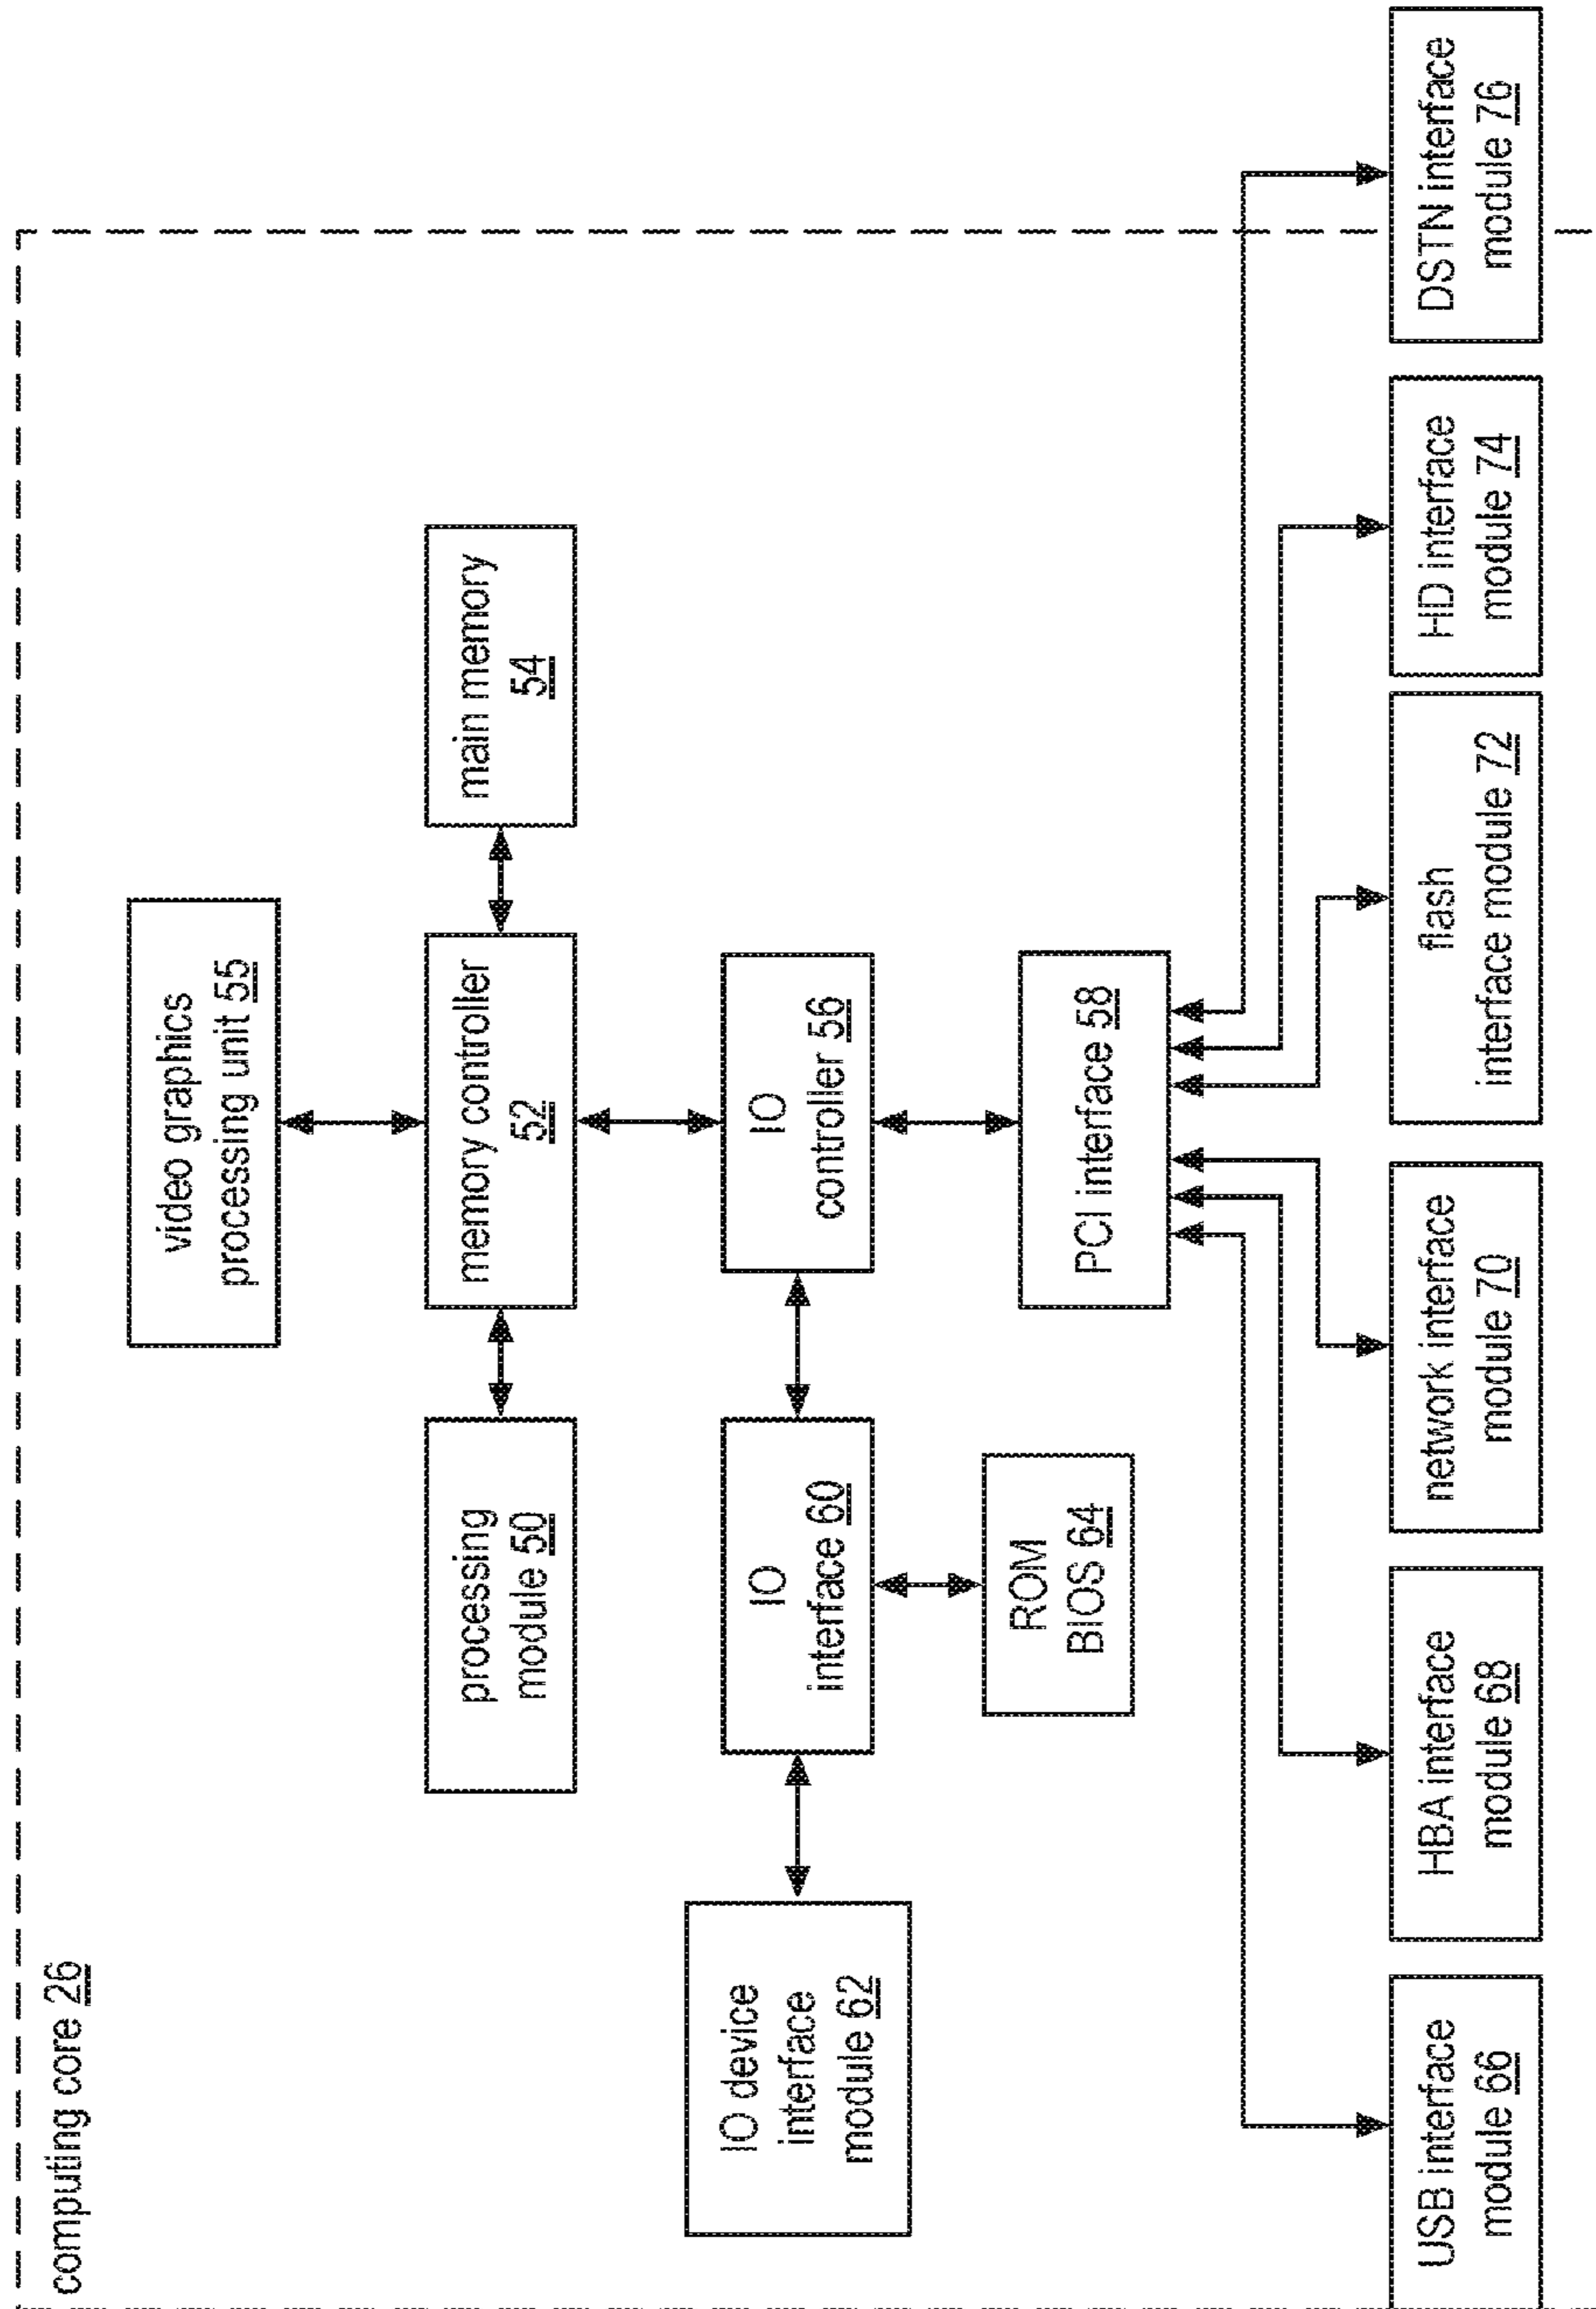 computing core 26
video graphics
processing unit 55
processing
module 50
memory controller
52
main memory
54
IO device
interface
module 62
IO
interface 60
IO
controller 56
ROM
BIOS 64
PCI interface 58
USB interface
module 66
HBA interface
module 68
network interface
module 70
flash
interface module 72
HD interface
module 74
DSTN interface
module 76